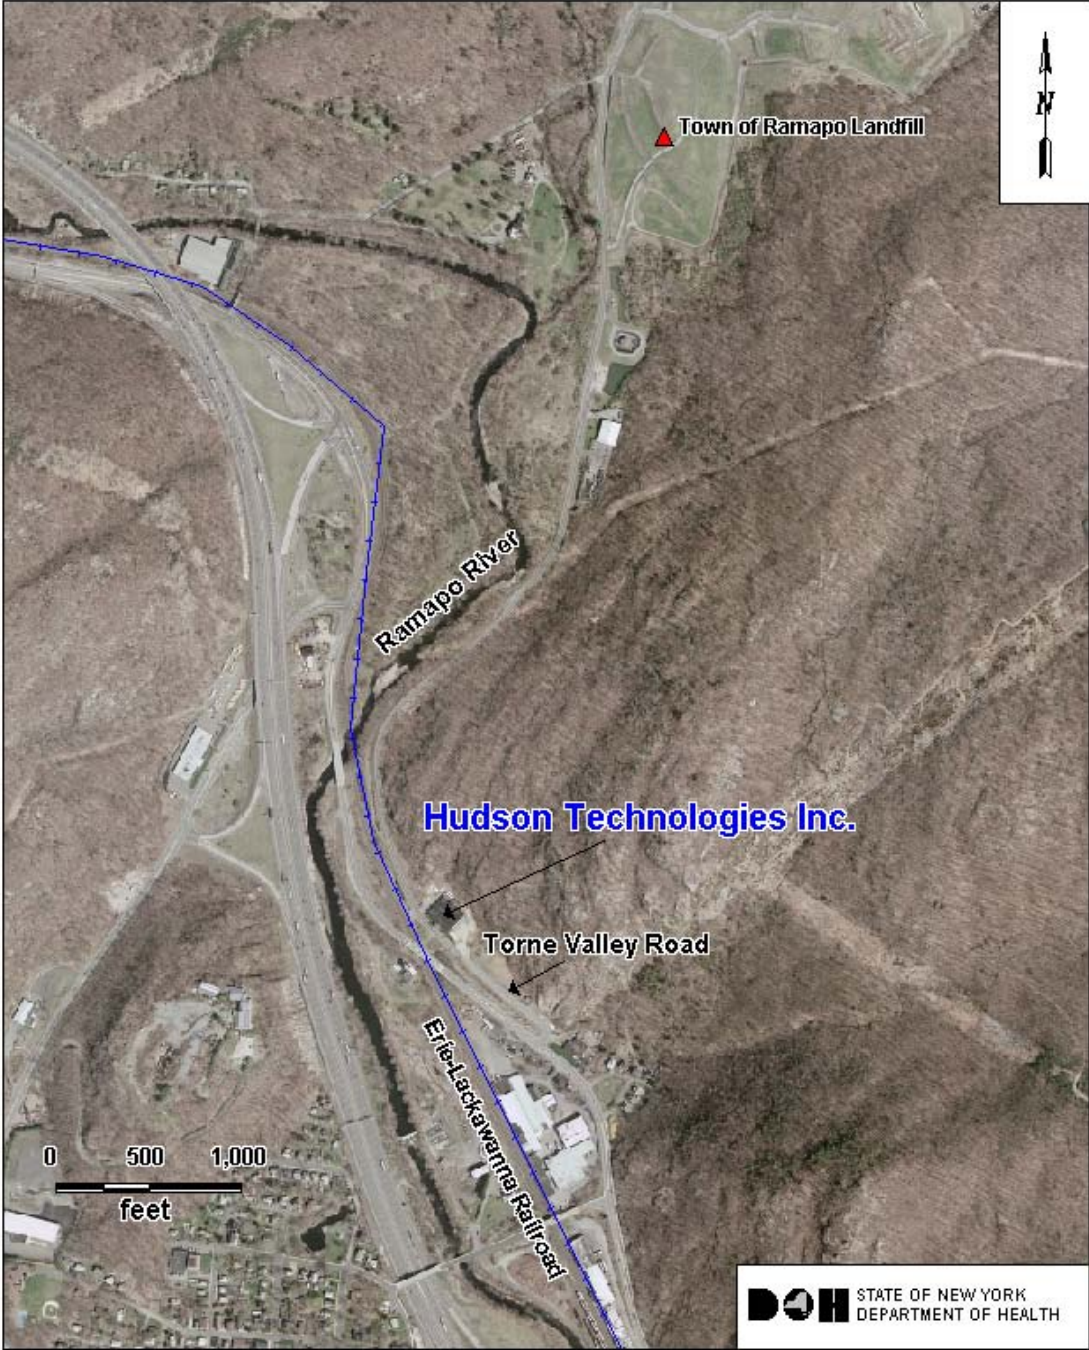 N
Town of Ramapo Landfill
Ramapo River
Hudson Technologies Inc.
Torne Valley Road
Erie-Lackawanna Railroad
0 500 1,000
feet
DOH STATE OF NEW YORK
DEPARTMENT OF HEALTH